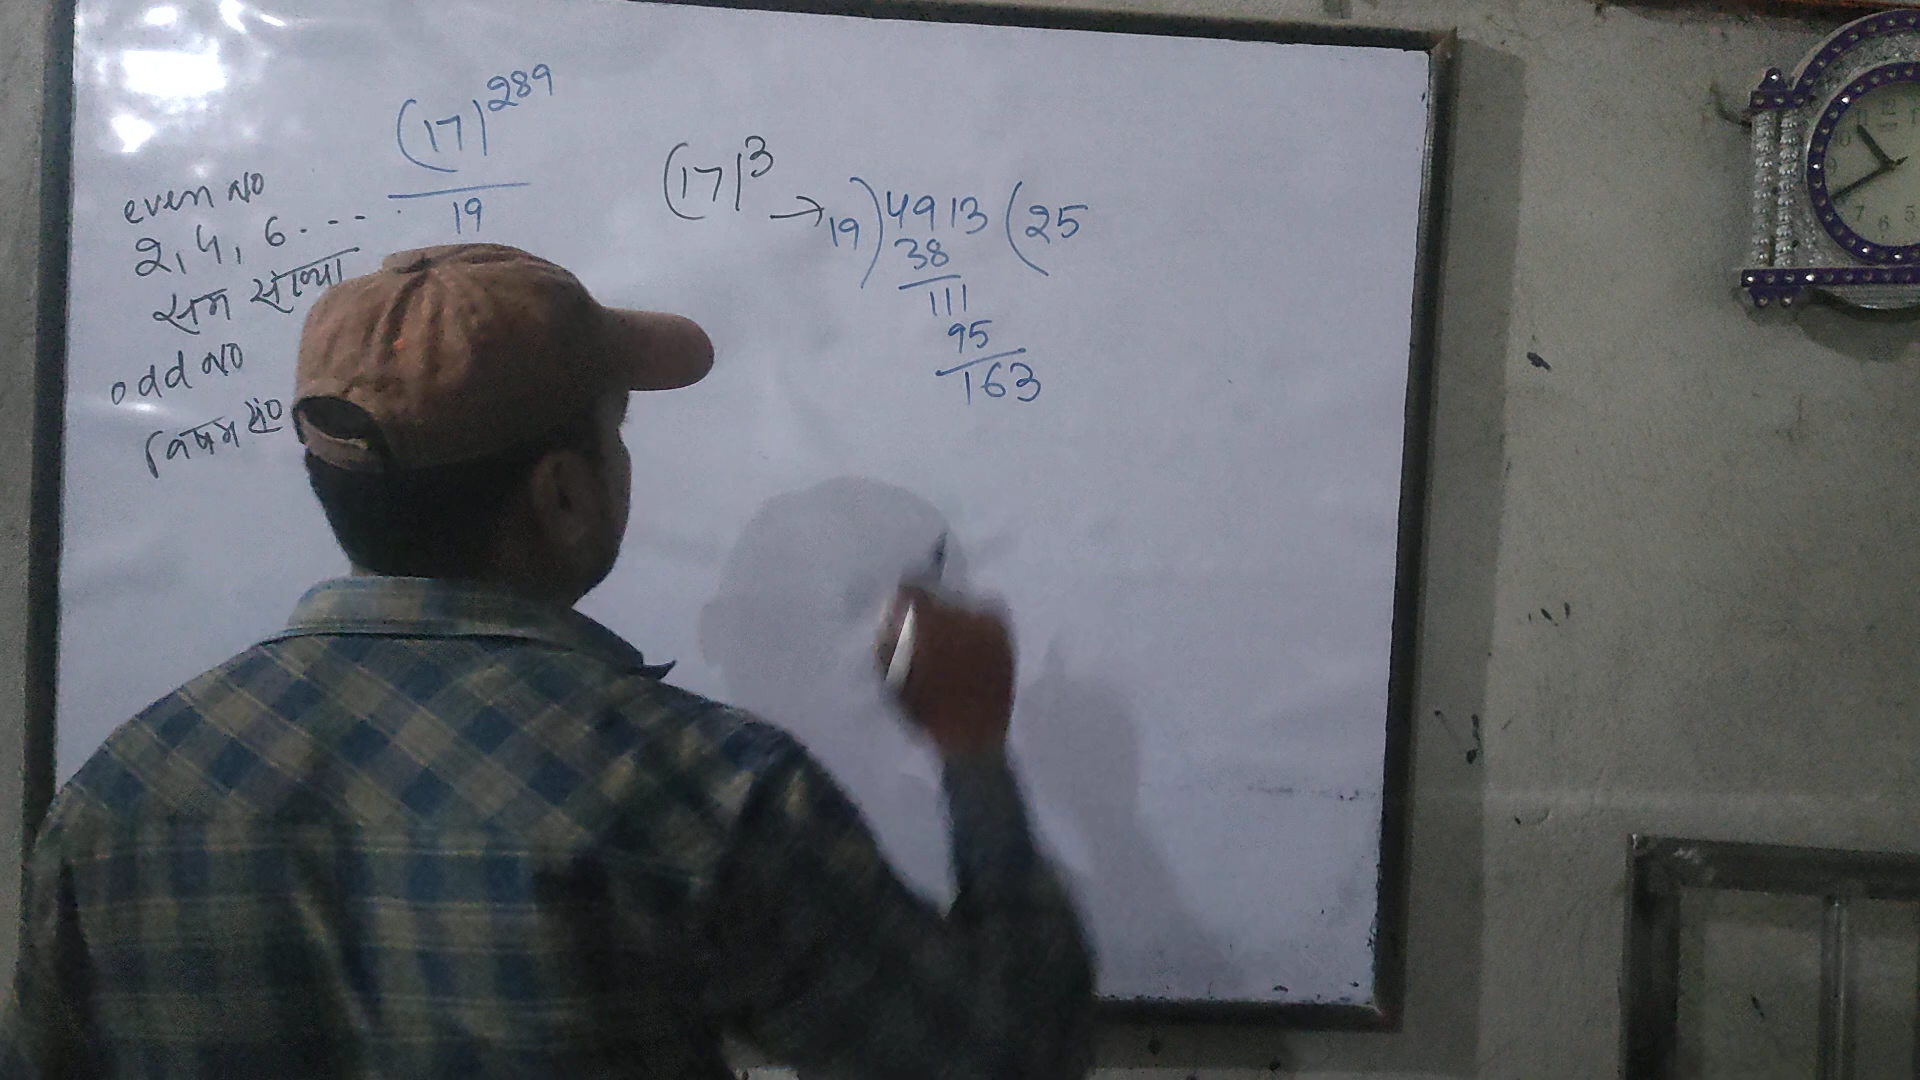 (17)^289
19
even no
2, 4, 6....
सम संख्या
odd no
विषम सं०
(17)^3 → 19) 4913 (25
38
111
95
163